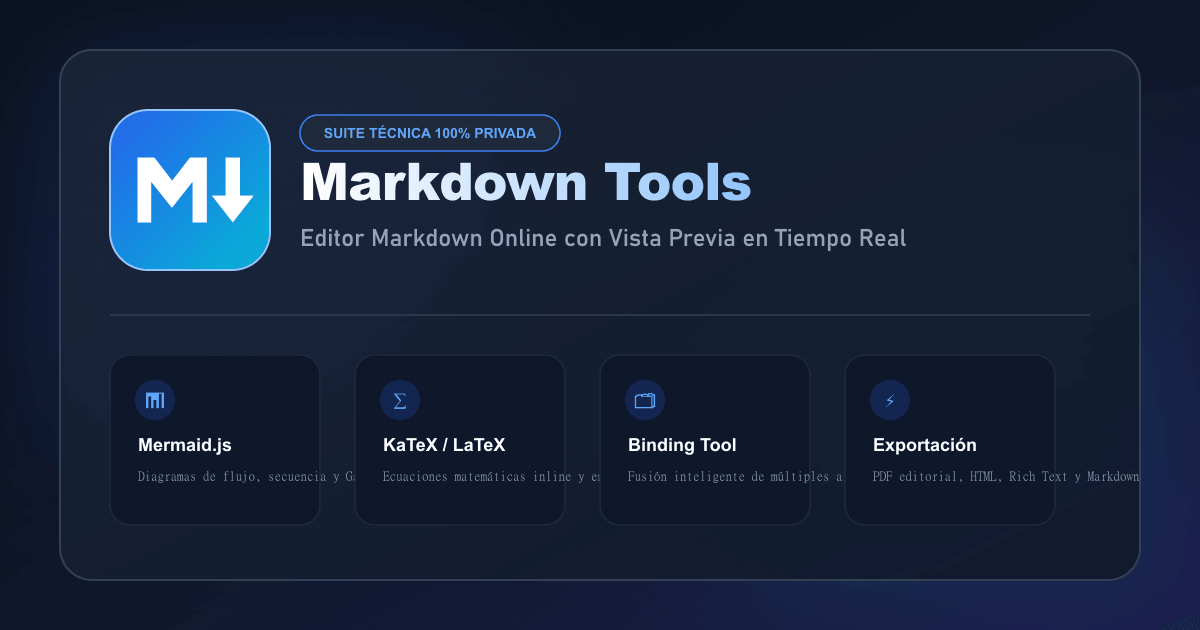 SUITE TÉCNICA 100% PRIVADA
M
Markdown Tools
Editor Markdown Online con Vista Previa en Tiempo Real
Σ
Mermaid.js
KaTeX / LaTeX
Binding Tool
Exportación
Diagramas de flujo, secuencia y
Ecuaciones matemáticas inline y
Fusión inteligente de múltiples
PDF editorial, HTML, Rich Text y Markdown